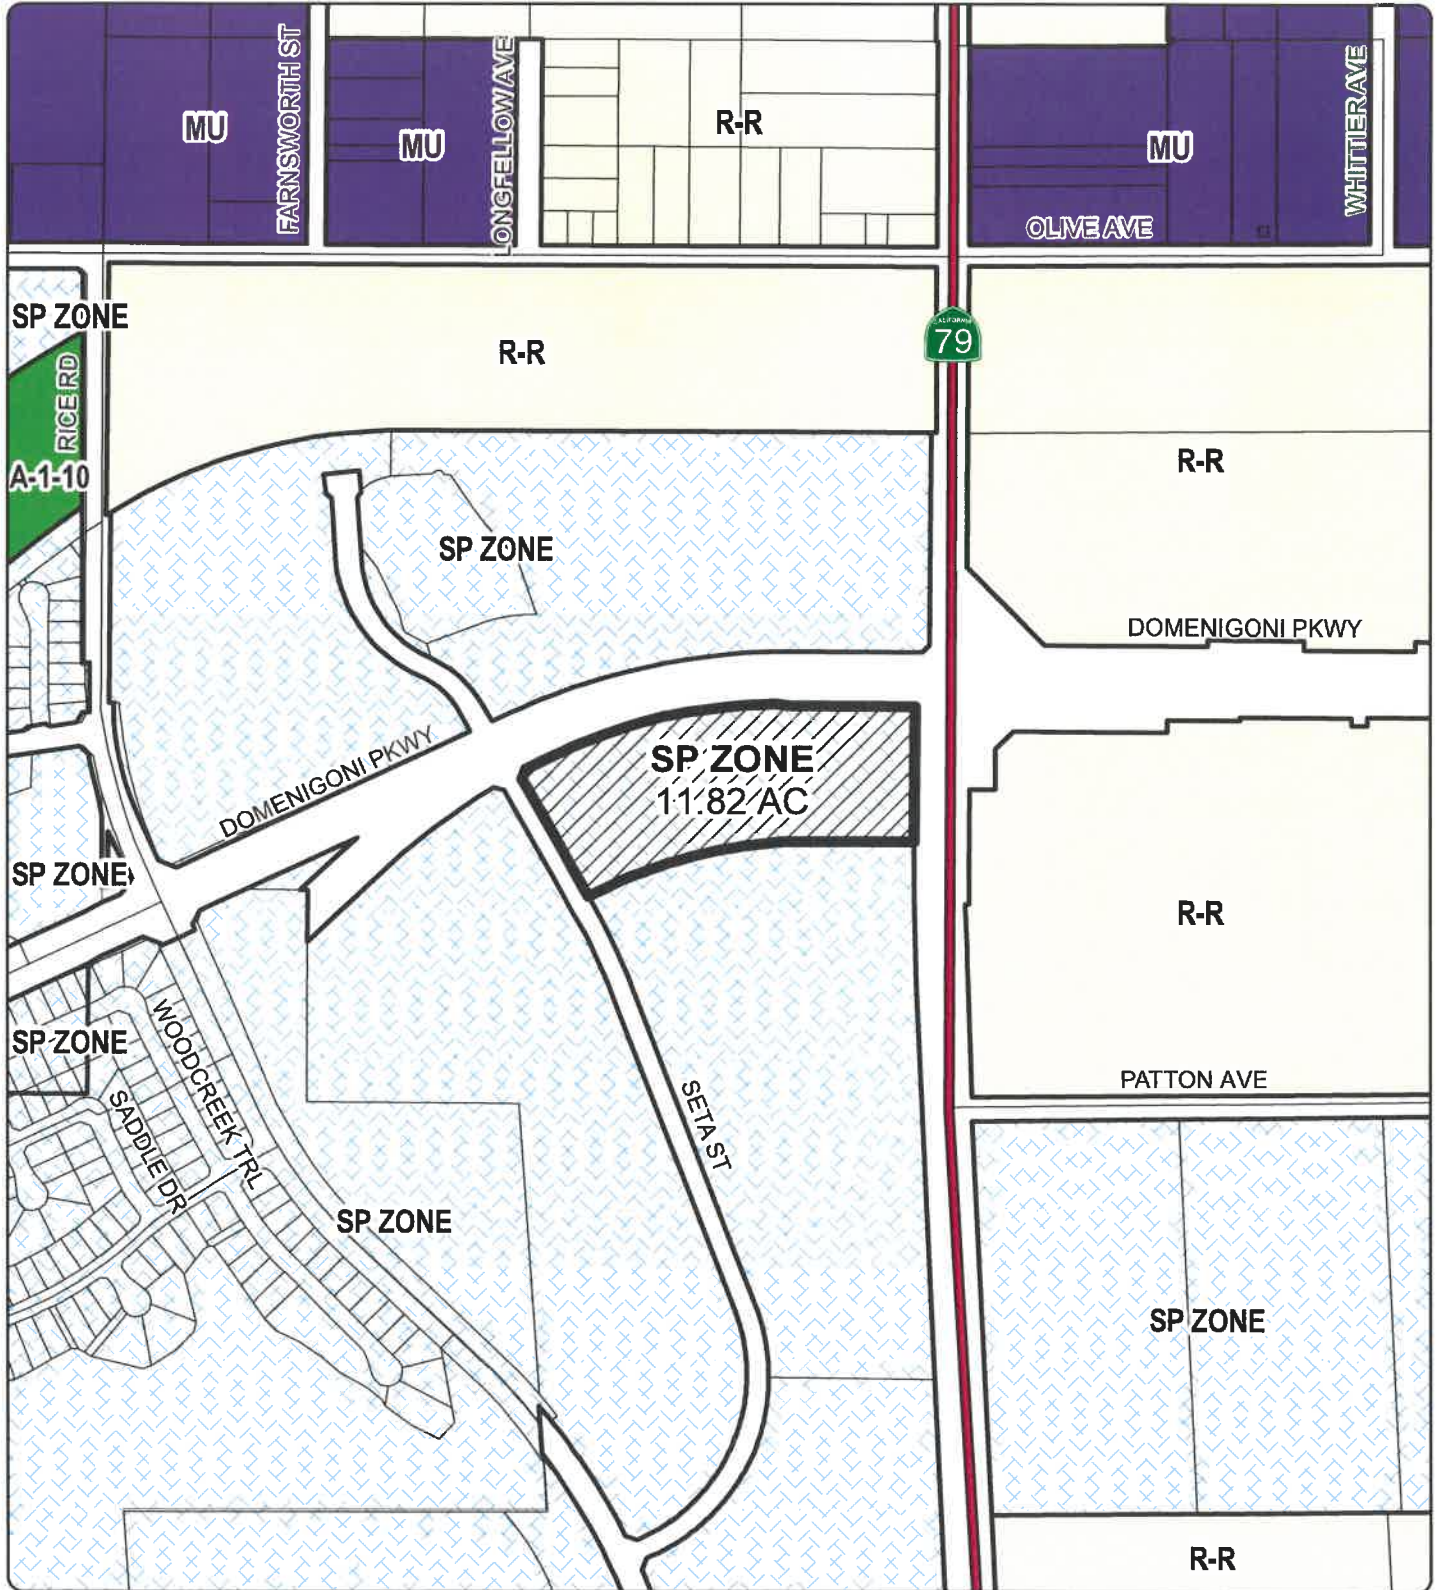 FARNSWORTH ST
LONGFELLOW AVE
WHITTIER AVE
MU
MU
R-R
MU
OLIVE AVE
SP ZONE
R-R
CALIFORNIA
79
RICE RD
A-1-10
R-R
SP ZONE
DOMENIGONI PKWY
DOMENIGONI PKWY
SP ZONE
11.82 AC
SP ZONE
R-R
SP ZONE
WOODCREEK TRL
SADDLE DR
SETA ST
PATTON AVE
SP ZONE
SP ZONE
R-R